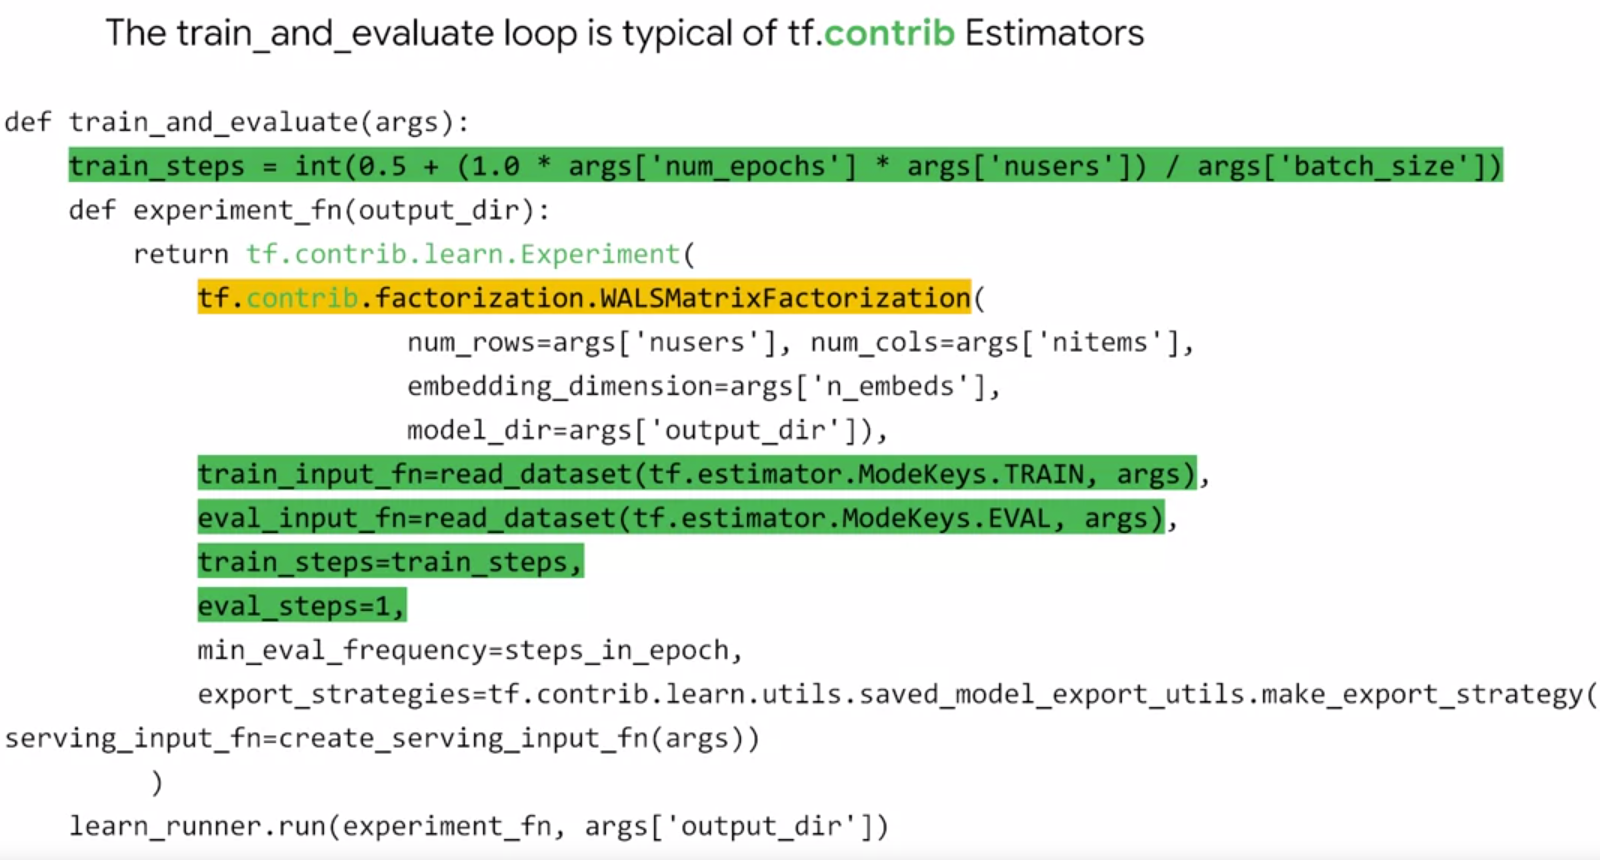 The train_and_evaluate loop is typical of tf.contrib Estimators
def train_and_evaluate(args):
    train_steps = int(0.5 + (1.0 * args['num_epochs'] * args['nusers']) / args['batch_size'])
    def experiment_fn(output_dir):
        return tf.contrib.learn.Experiment(
            tf.contrib.factorization.WALSMatrixFactorization(
                         num_rows=args['nusers'], num_cols=args['nitems'],
                         embedding_dimension=args['n_embeds'],
                         model_dir=args['output_dir']),
            train_input_fn=read_dataset(tf.estimator.ModeKeys.TRAIN, args),
            eval_input_fn=read_dataset(tf.estimator.ModeKeys.EVAL, args),
            train_steps=train_steps,
            eval_steps=1,
            min_eval_frequency=steps_in_epoch,
            export_strategies=tf.contrib.learn.utils.saved_model_export_utils.make_export_strategy(
serving_input_fn=create_serving_input_fn(args))
         )
    learn_runner.run(experiment_fn, args['output_dir'])